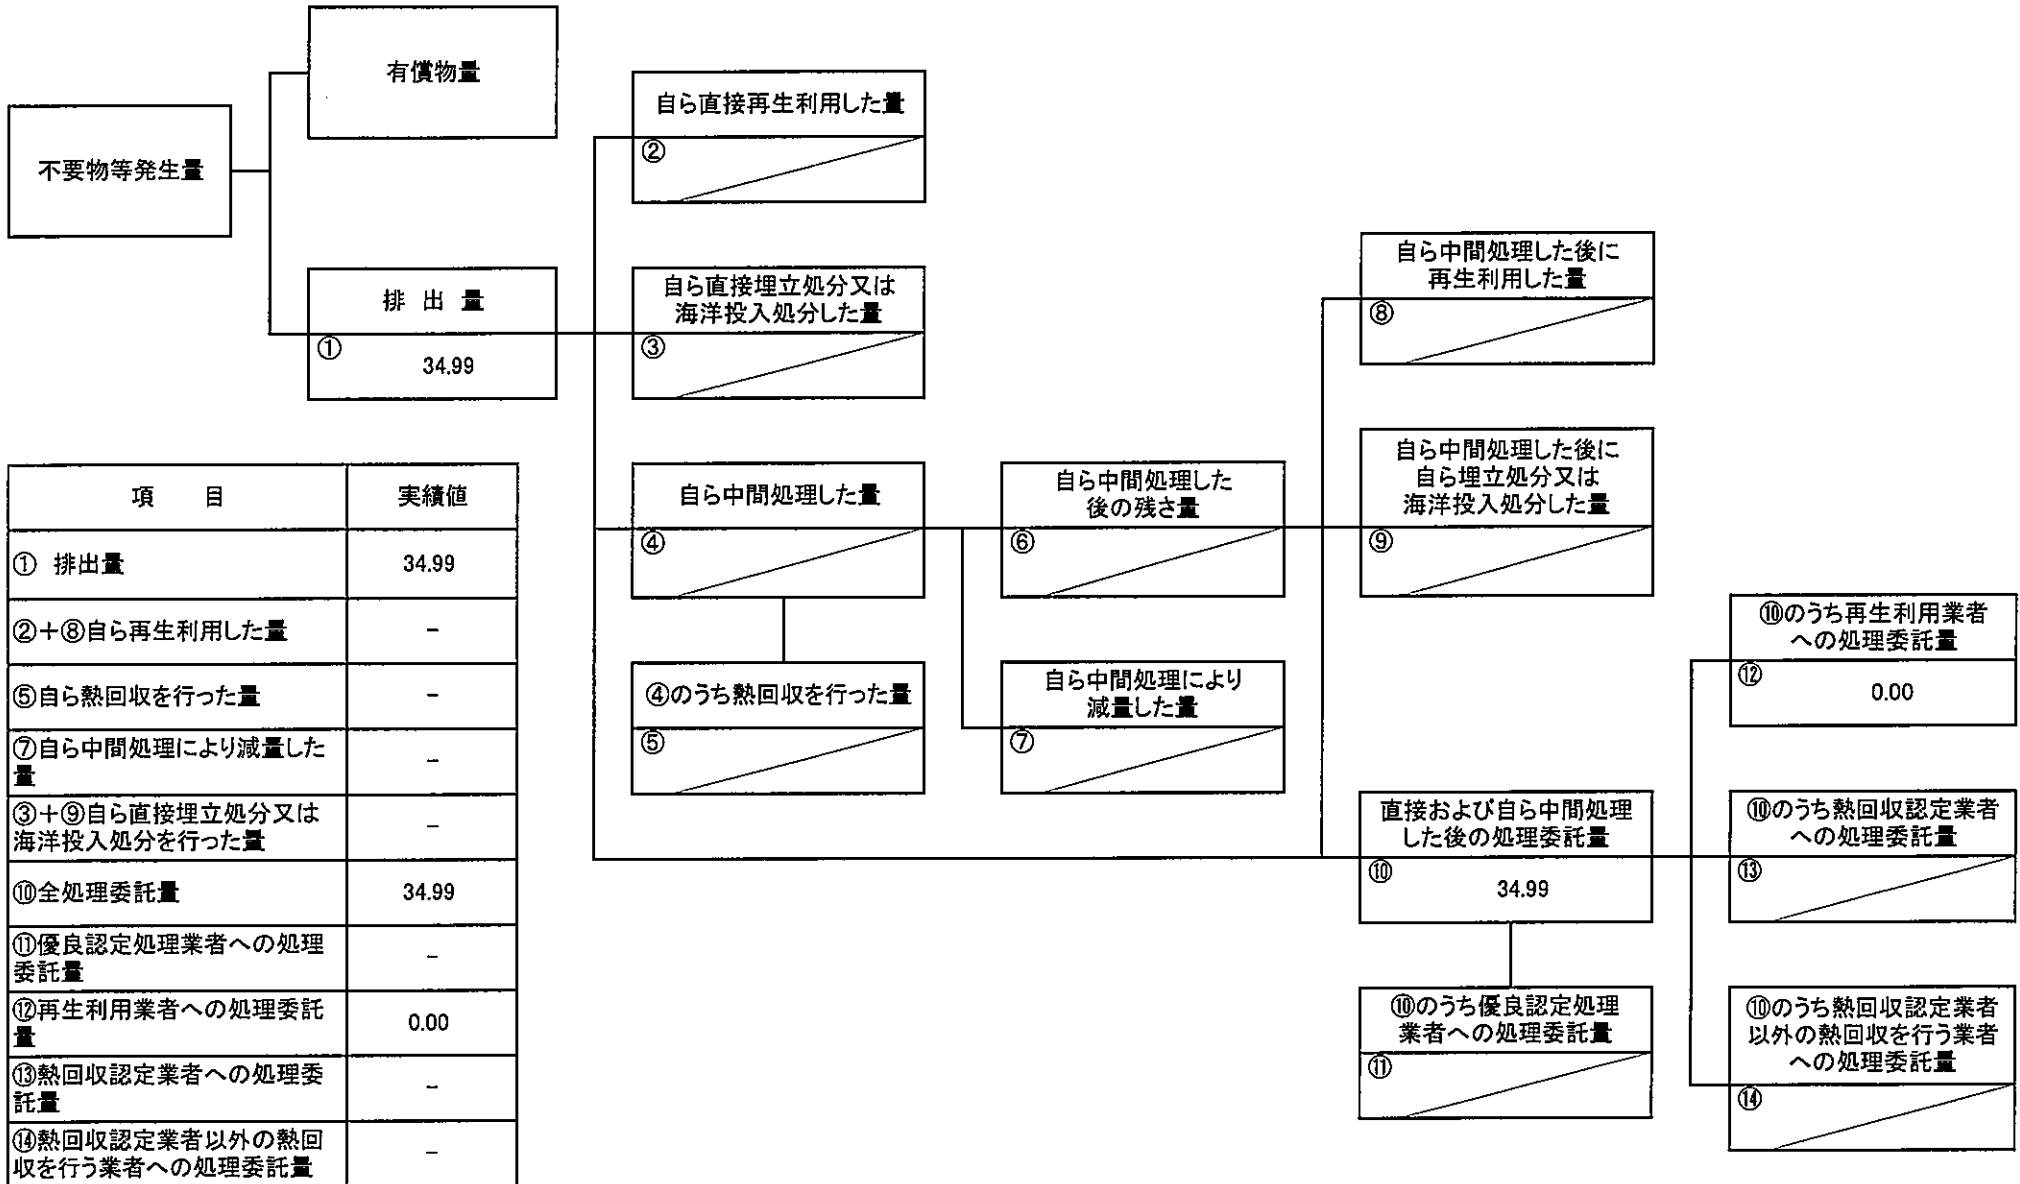 不要物等発生量
有償物量
排 出 量
①
34.99
自ら直接再生利用した量
②
自ら直接埋立処分又は
海洋投入処分した量
③
自ら中間処理した量
④
④のうち熱回収を行った量
⑤
自ら中間処理した
後の残さ量
⑥
自ら中間処理により
減量した量
⑦
自ら中間処理した後に
再生利用した量
⑧
自ら中間処理した後に
自ら埋立処分又は
海洋投入処分した量
⑨
直接および自ら中間処理
した後の処理委託量
⑩
34.99
⑩のうち優良認定処理
業者への処理委託量
⑪
⑩のうち再生利用業者
への処理委託量
⑫
0.00
⑩のうち熱回収認定業者
への処理委託量
⑬
⑩のうち熱回収認定業者
以外の熱回収を行う業者
への処理委託量
⑭
項 目 実績値
① 排出量 34.99
②+⑧自ら再生利用した量 -
⑤自ら熱回収を行った量 -
⑦自ら中間処理により減量した
量 -
③+⑨自ら直接埋立処分又は
海洋投入処分を行った量 -
⑩全処理委託量 34.99
⑪優良認定処理業者への処理
委託量 -
⑫再生利用業者への処理委託
量 0.00
⑬熱回収認定業者への処理委
託量 -
⑭熱回収認定業者以外の熱回
収を行う業者への処理委託量 -